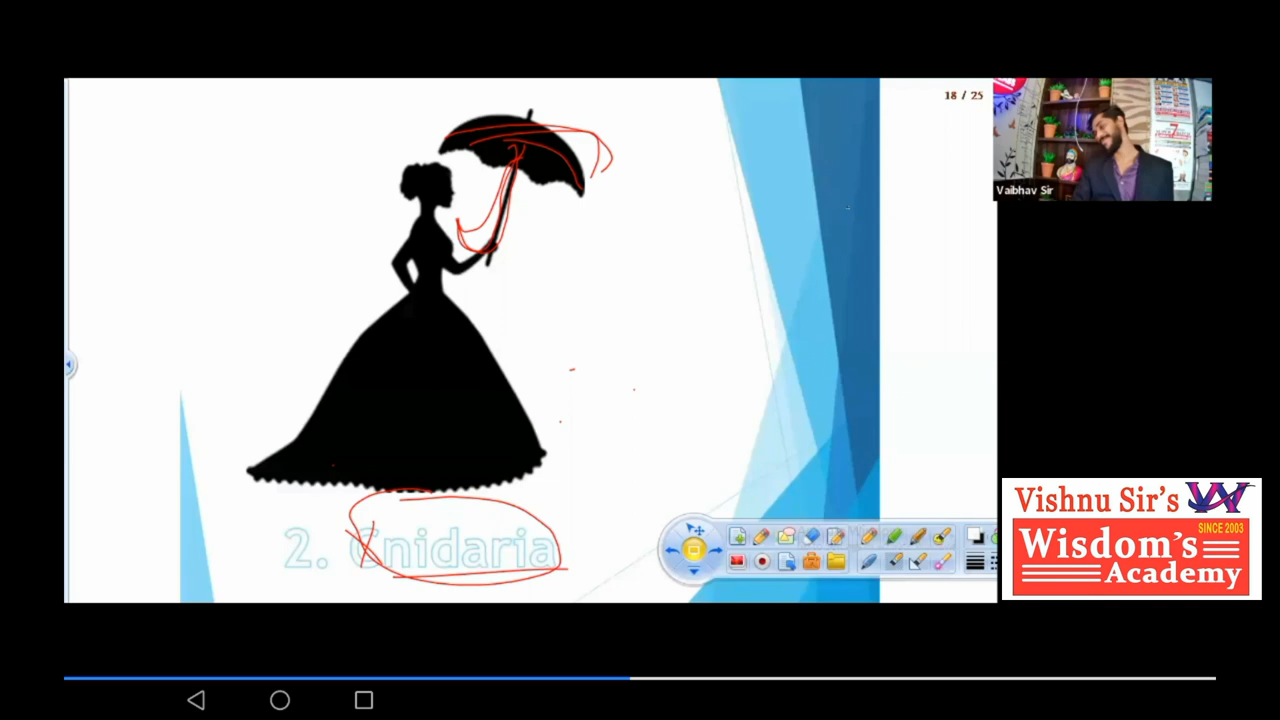 18 / 25
Vaibhav Sir
2. Cnidaria
Vishnu Sir's
SINCE 2003
Wisdom's
Academy